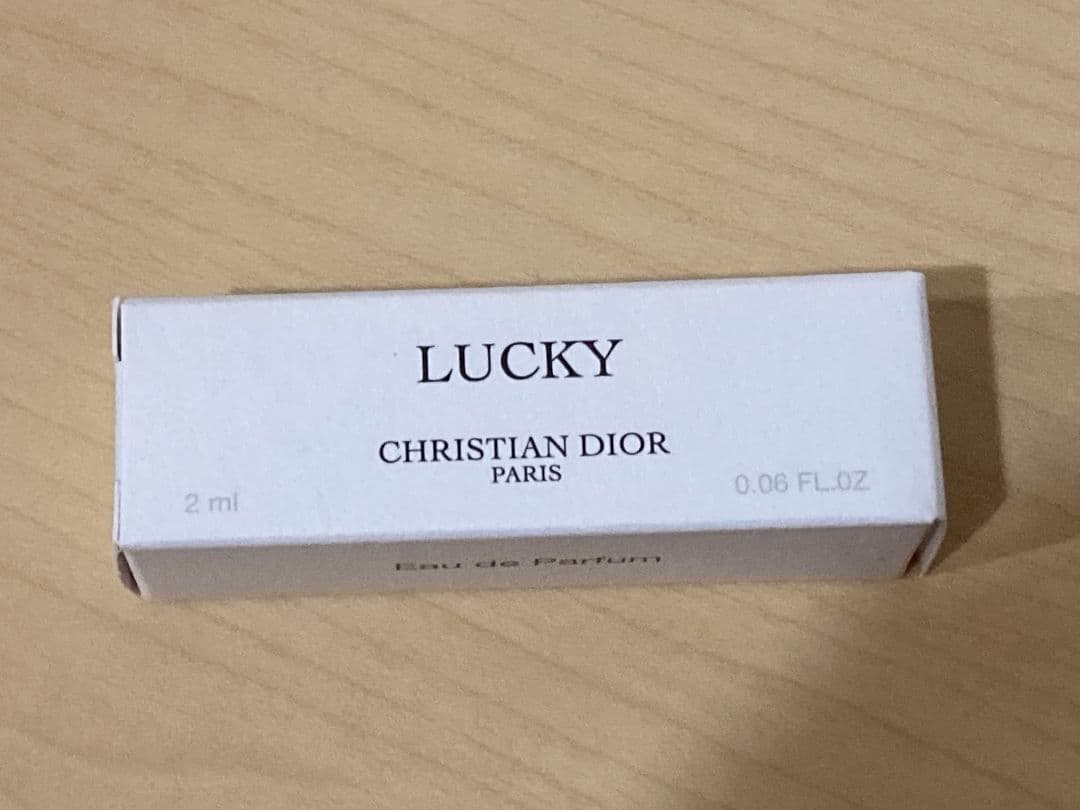 LUCKY
CHRISTIAN DIOR
PARIS
2 ml
0.06 FL.OZ
Eau de Parfum